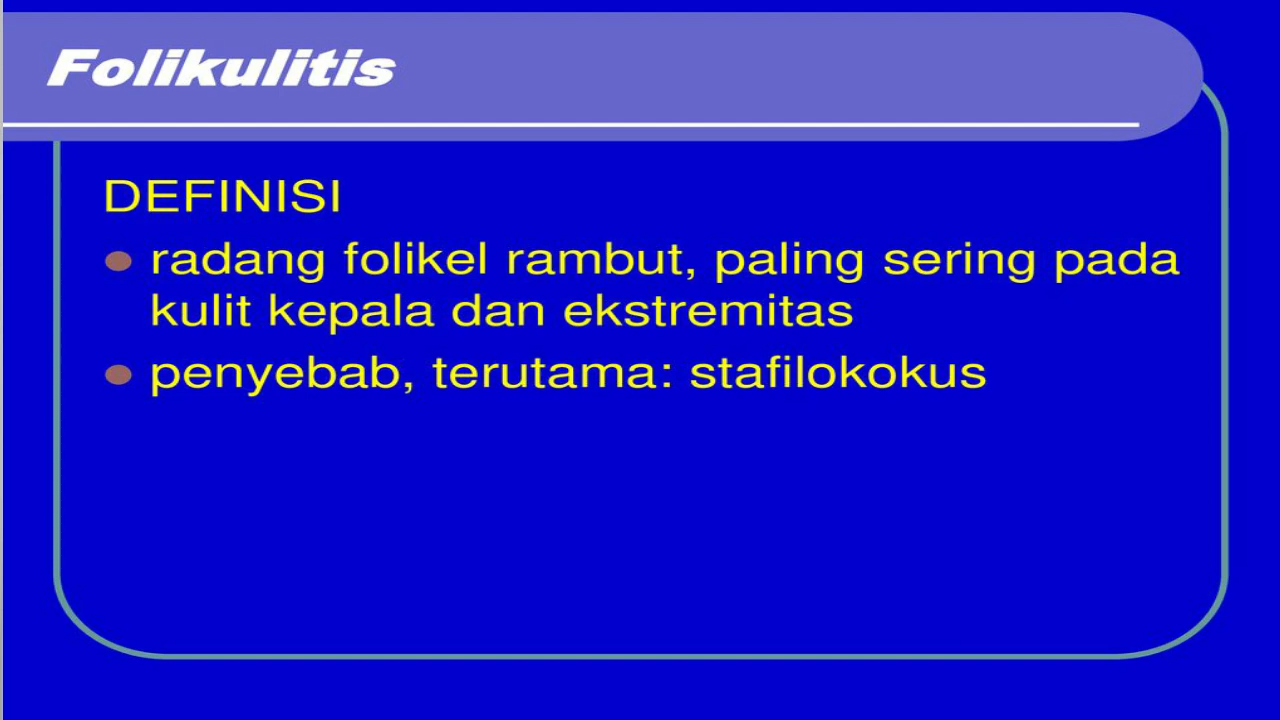 Folikulitis
DEFINISI
radang folikel rambut, paling sering pada
kulit kepala dan ekstremitas
penyebab, terutama: stafilokokus